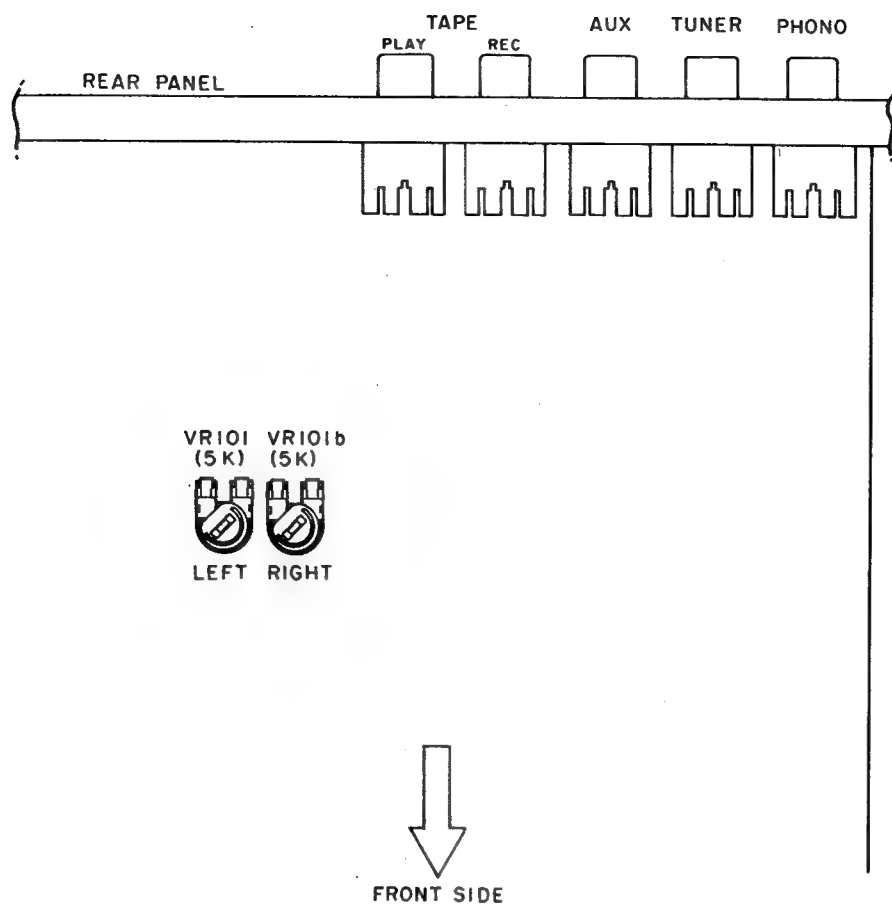 TAPE AUX TUNER PHONO
PLAY REC
REAR PANEL
VR101 VR101b
(5K) (5K)
LEFT RIGHT
FRONT SIDE